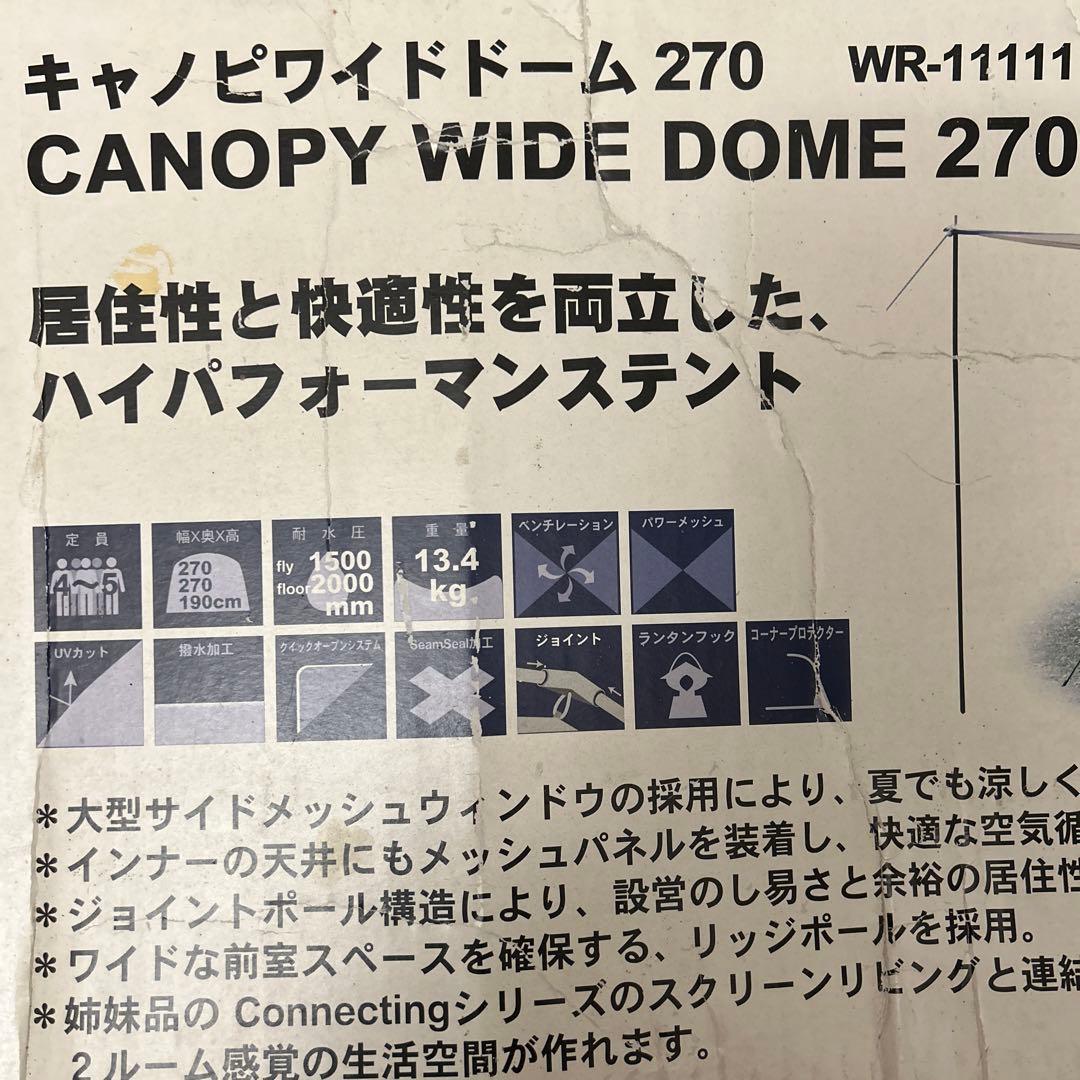 キャノピワイドドーム 270 WR-11111
CANOPY WIDE DOME 270
居住性と快適性を両立した、
ハイパフォーマンステント
定員
4〜5
幅X奥X高
270
270
190cm
耐水圧
fly 1500
floor 2000
mm
重量
13.4
kg
ベンチレーション
パワーメッシュ
UVカット
撥水加工
クイックオープンシステム
SeamSeal加工
ジョイント
ランタンフック
コーナープロテクター
*大型サイドメッシュウィンドウの採用により、夏でも涼しく
*インナーの天井にもメッシュパネルを装着し、快適な空気循
*ジョイントポール構造により、設営のし易さと余裕の居住性
*ワイドな前室スペースを確保する、リッジポールを採用。
*姉妹品の Connectingシリーズのスクリーンリビングと連結
2ルーム感覚の生活空間が作れます。